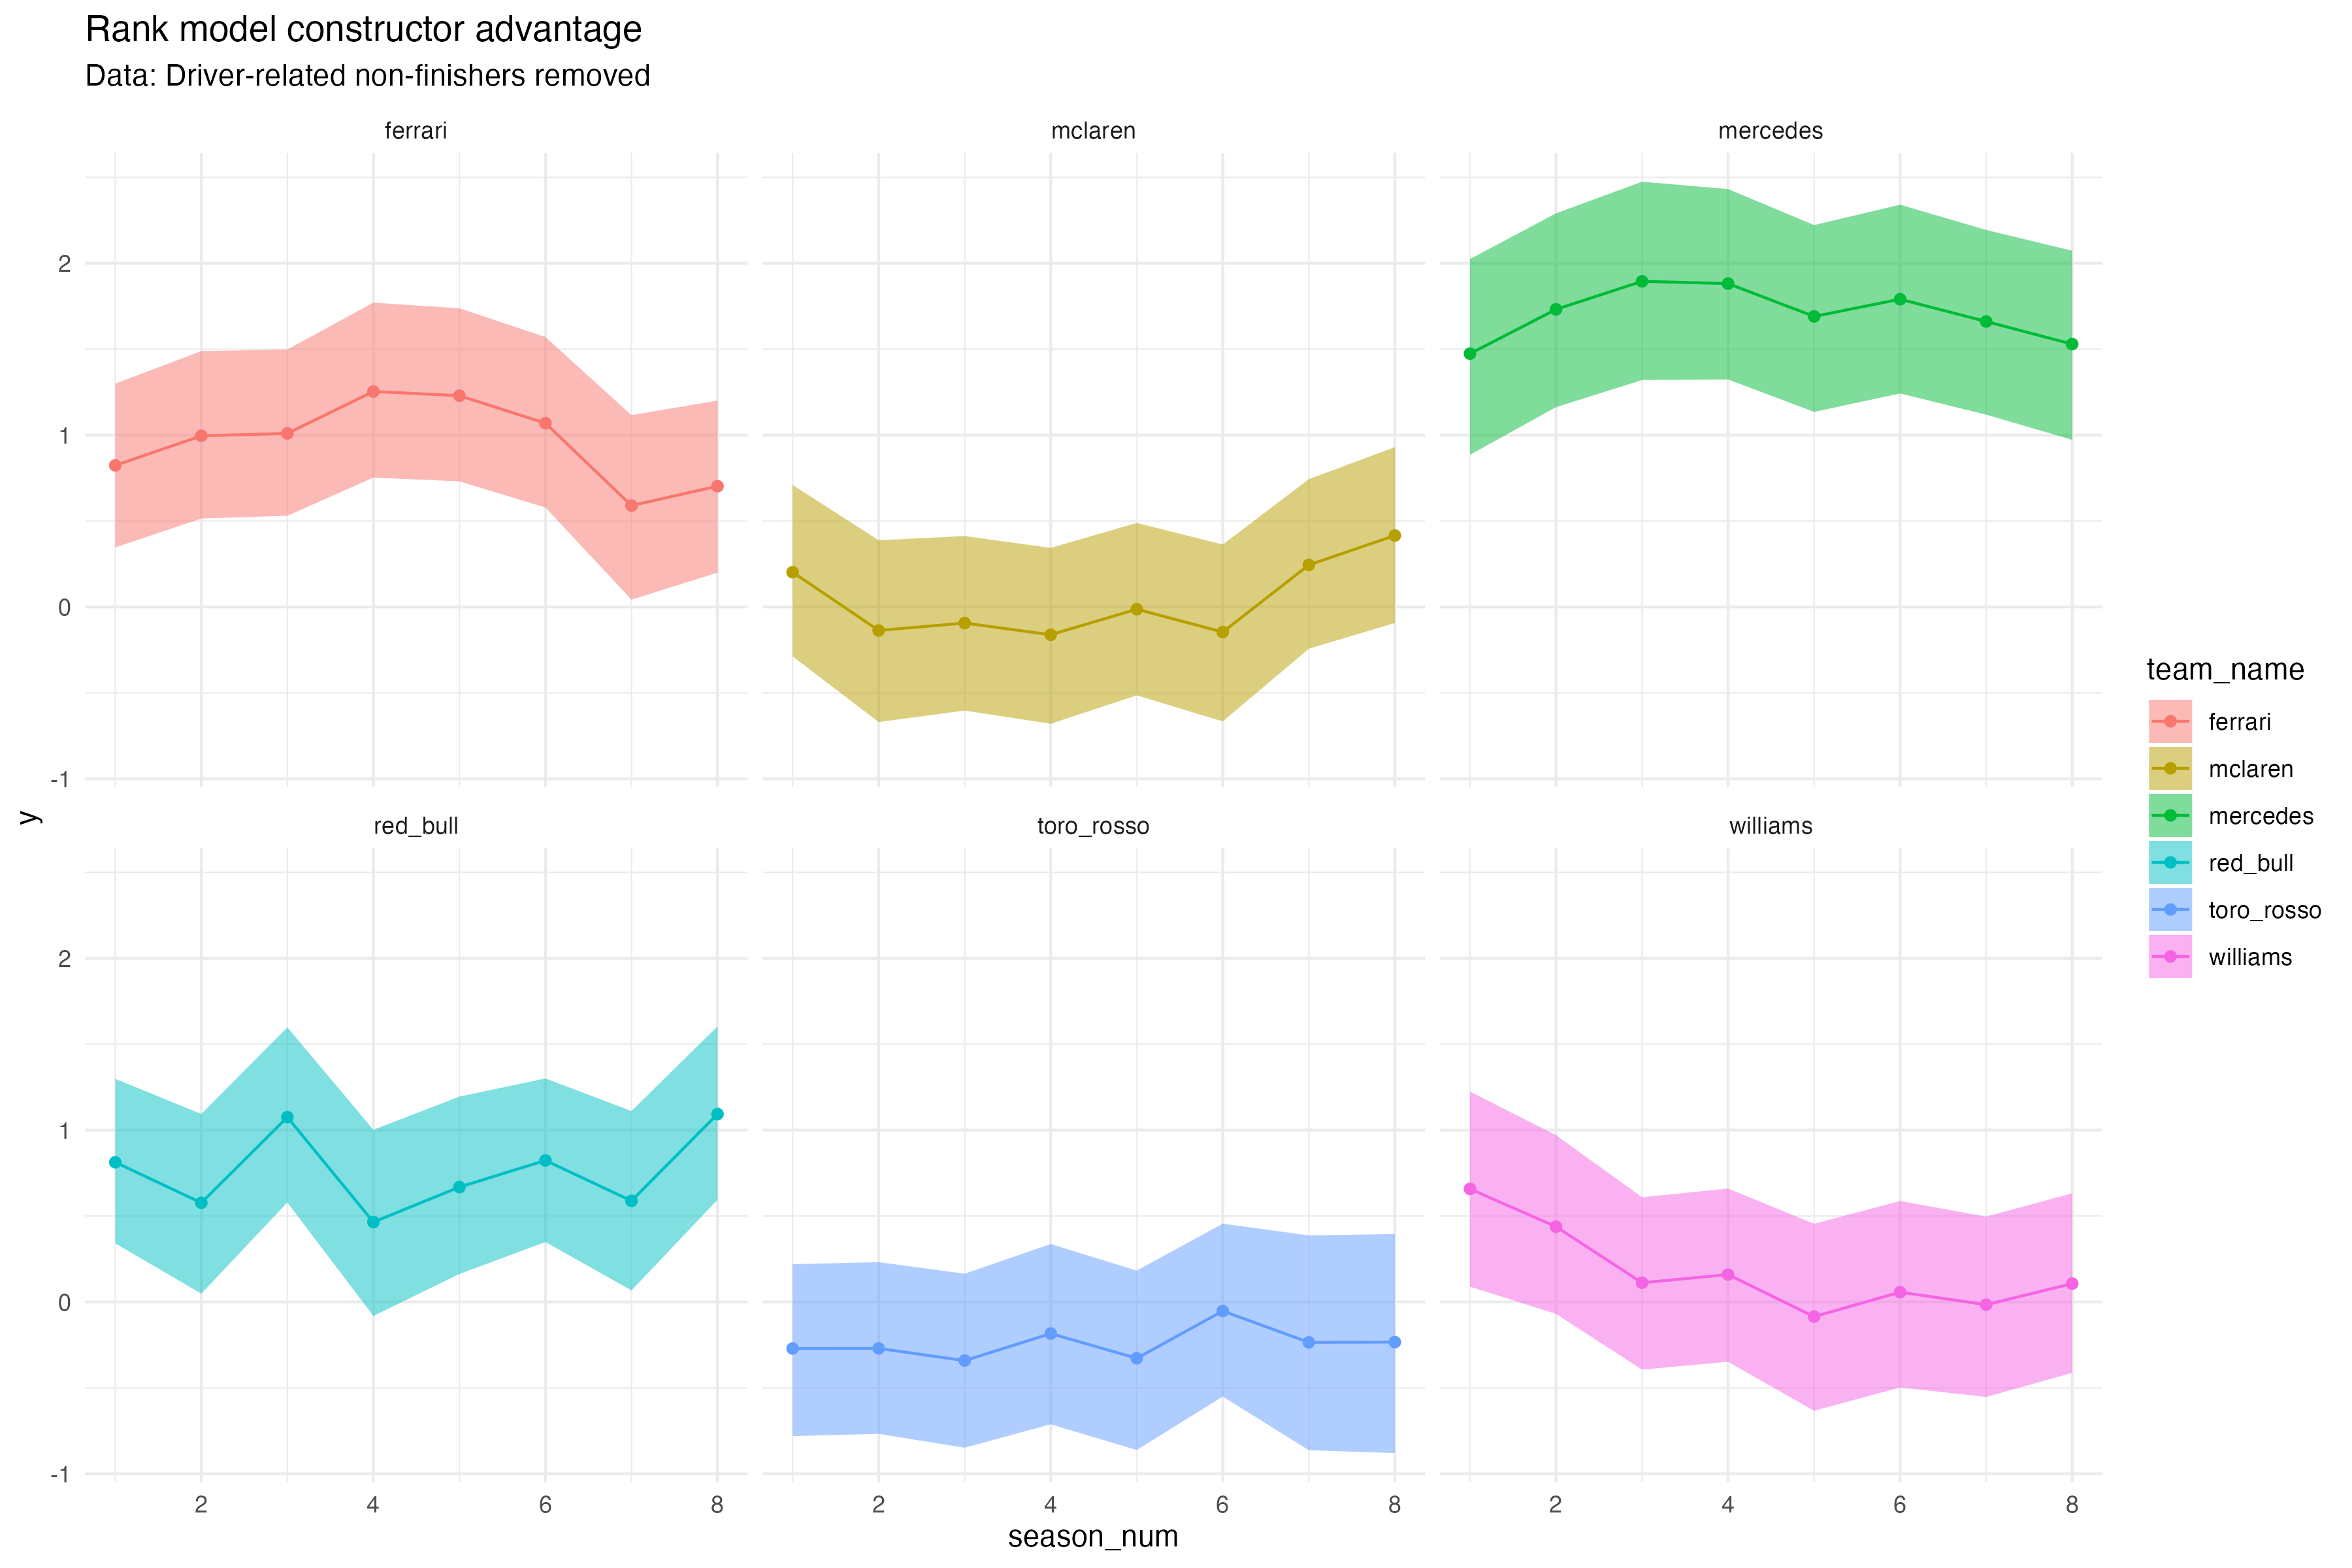 Rank model constructor advantage
Data: Driver-related non-finishers removed
ferrari
mclaren
mercedes
2
1
0
-1
y
red_bull
toro_rosso
williams
2
1
0
-1
2
4
6
8
2
4
6
8
2
4
6
8
season_num
team_name
ferrari
mclaren
mercedes
red_bull
toro_rosso
williams